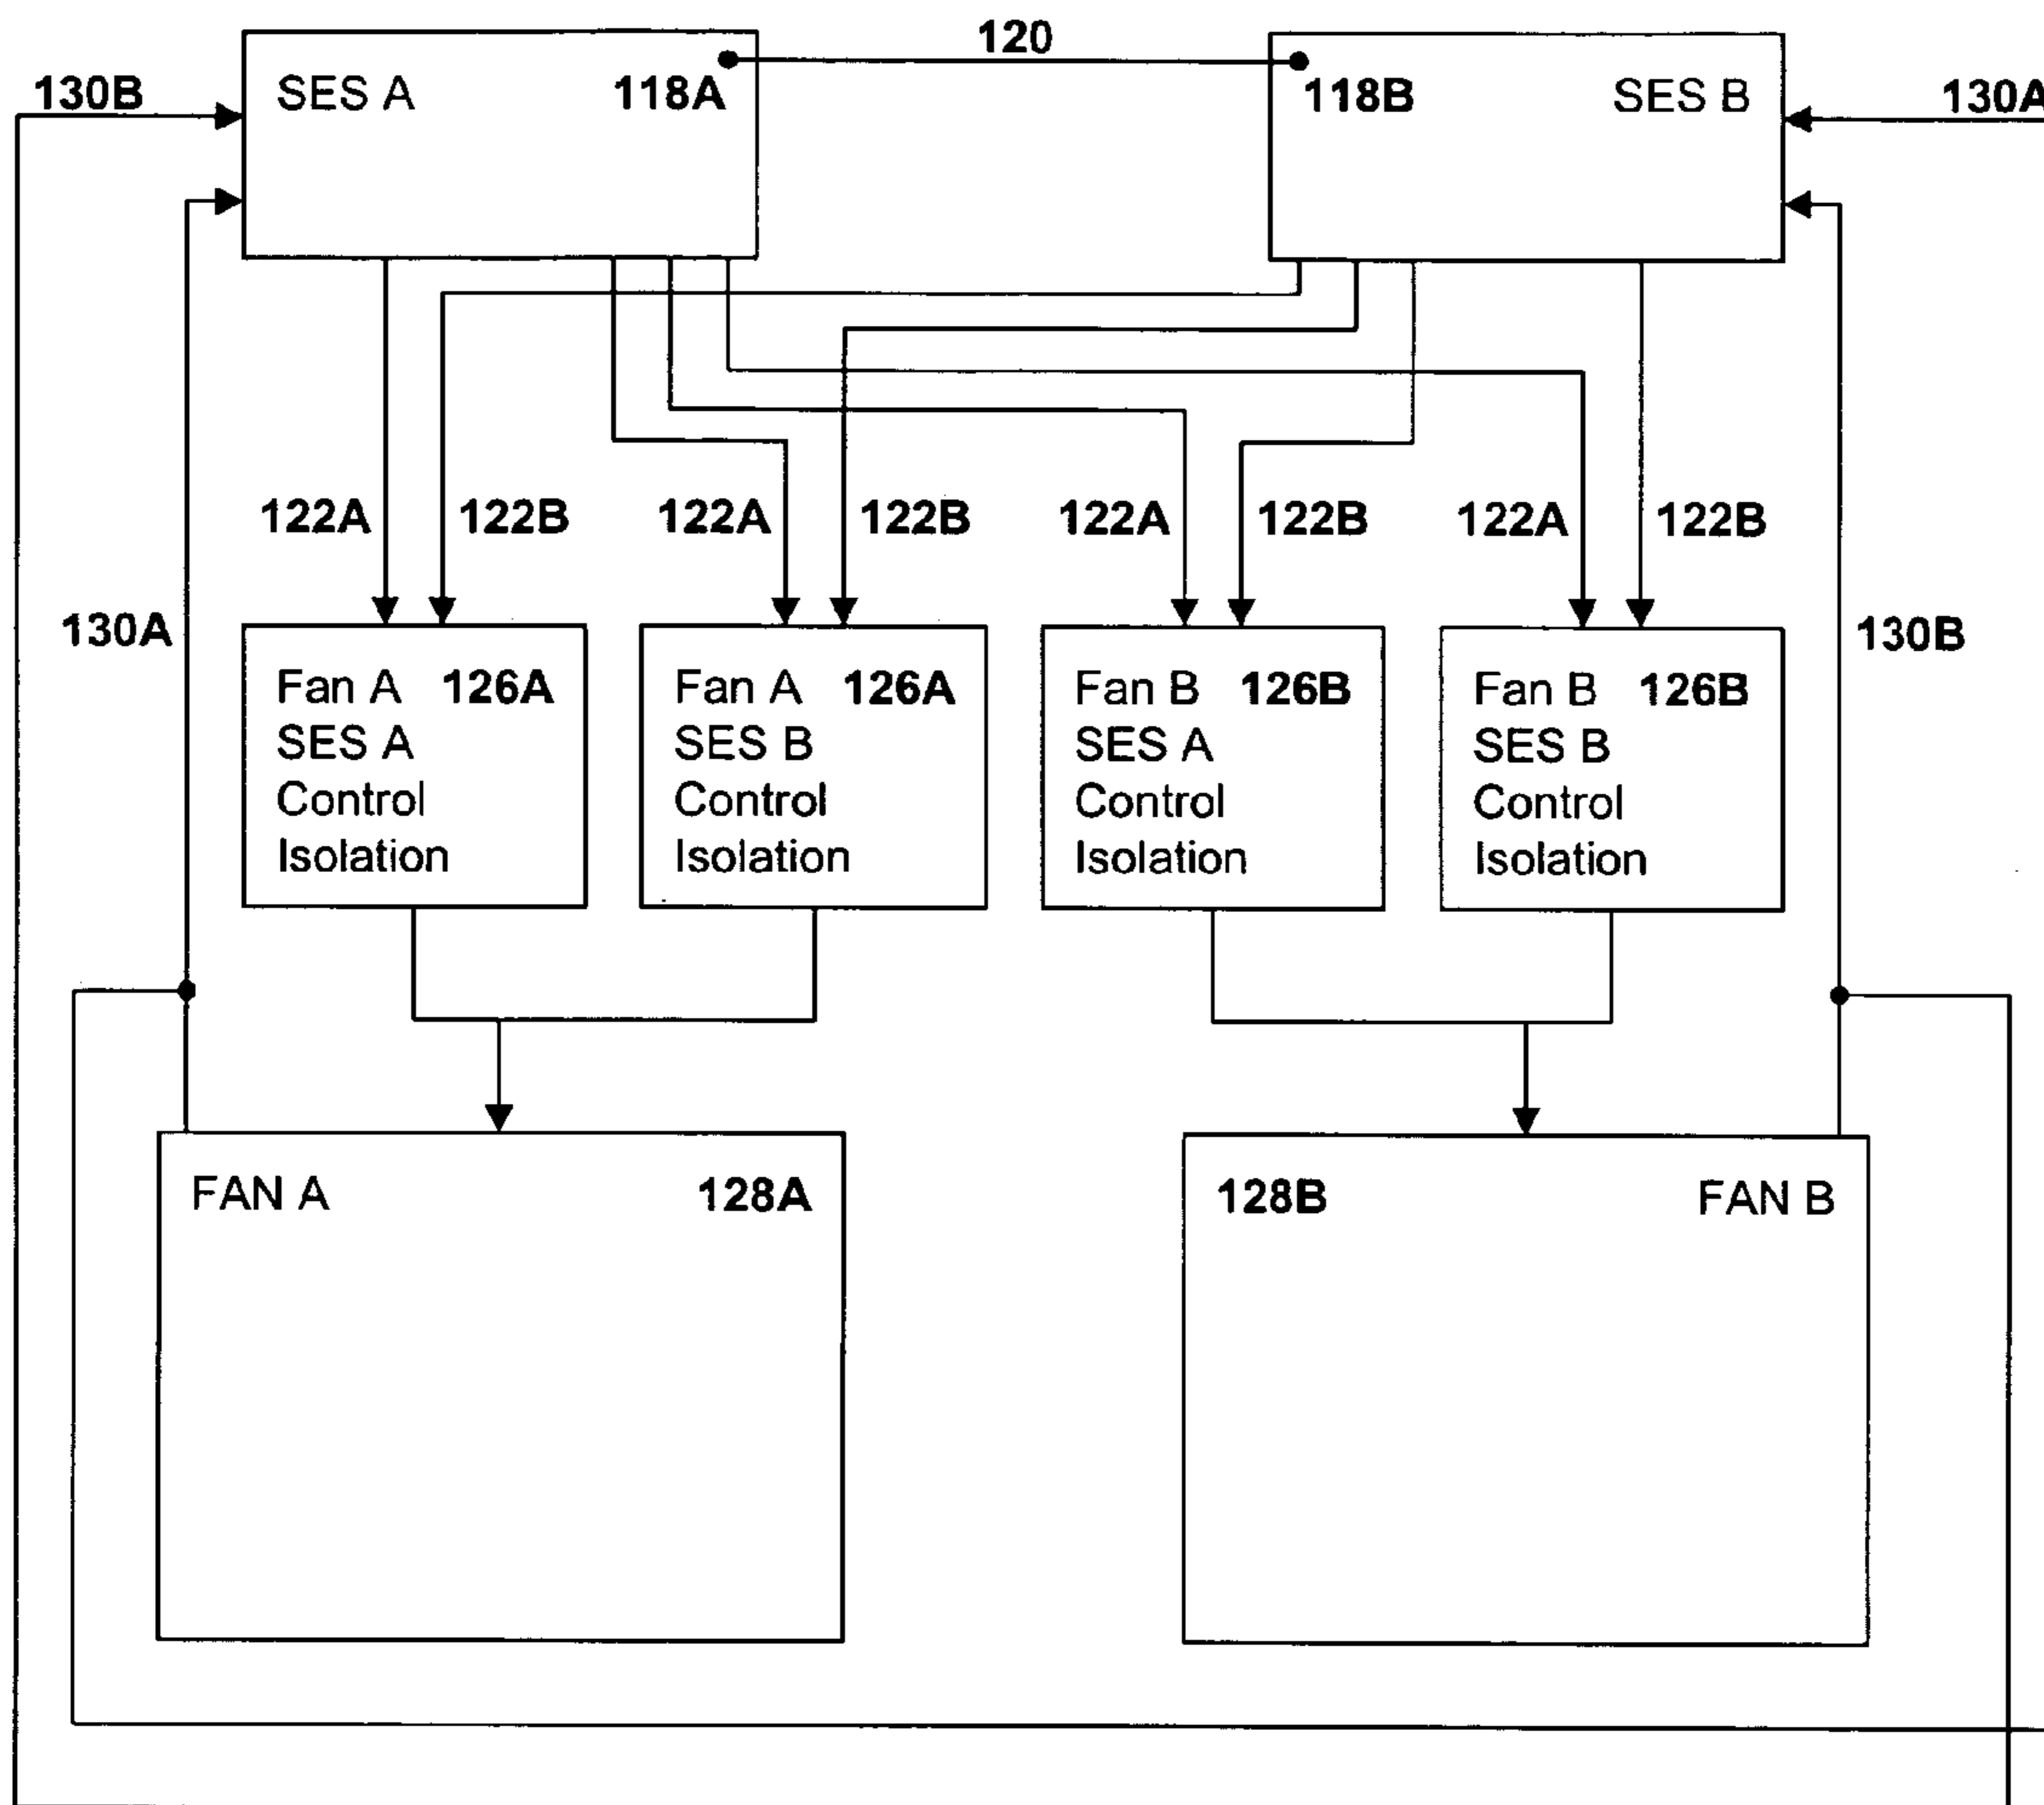 120
130B
SES A 118A
118B SES B
130A
122A 122B 122A 122B 122A 122B 122A 122B
130A
130B
Fan A 126A
SES A
Control
Isolation
Fan A 126A
SES B
Control
Isolation
Fan B 126B
SES A
Control
Isolation
Fan B 126B
SES B
Control
Isolation
FAN A 128A
128B FAN B